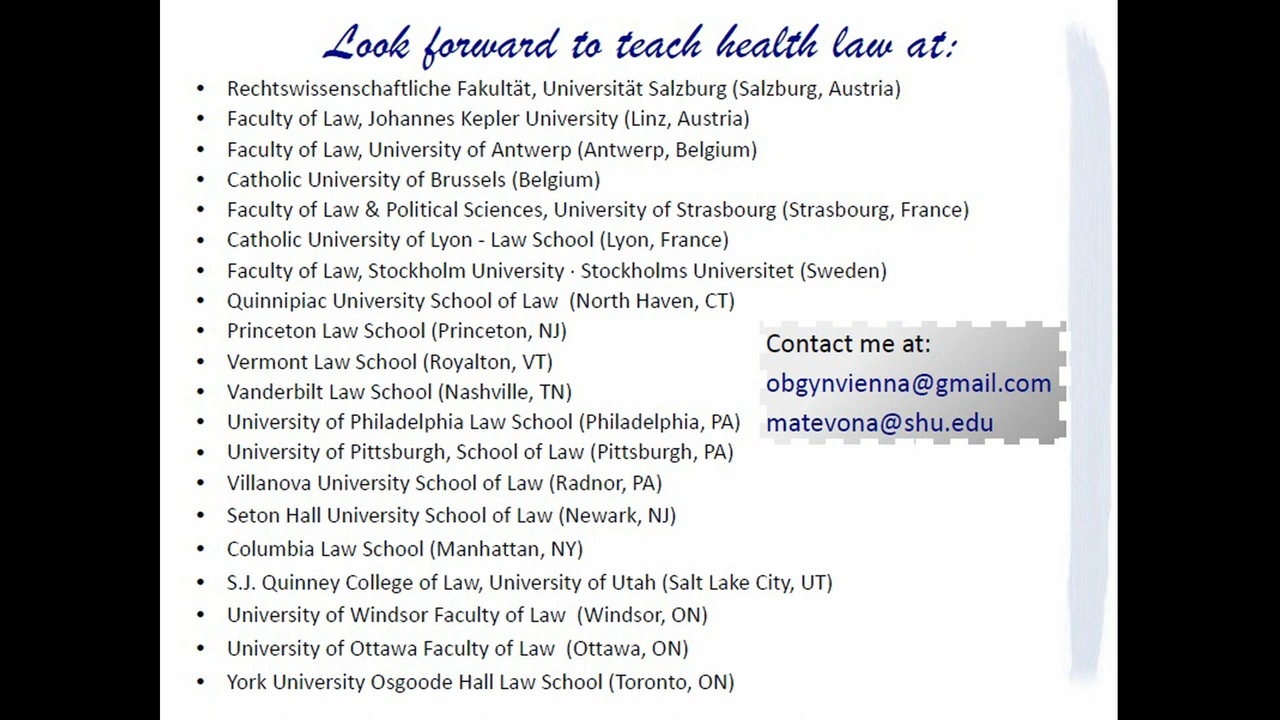 Look forward to teach health law at:
• Rechtswissenschaftliche Fakultät, Universität Salzburg (Salzburg, Austria)
• Faculty of Law, Johannes Kepler University (Linz, Austria)
• Faculty of Law, University of Antwerp (Antwerp, Belgium)
• Catholic University of Brussels (Belgium)
• Faculty of Law & Political Sciences, University of Strasbourg (Strasbourg, France)
• Catholic University of Lyon - Law School (Lyon, France)
• Faculty of Law, Stockholm University · Stockholms Universitet (Sweden)
• Quinnipiac University School of Law (North Haven, CT)
• Princeton Law School (Princeton, NJ)
• Vermont Law School (Royalton, VT)
• Vanderbilt Law School (Nashville, TN)
• University of Philadelphia Law School (Philadelphia, PA)
• University of Pittsburgh, School of Law (Pittsburgh, PA)
• Villanova University School of Law (Radnor, PA)
• Seton Hall University School of Law (Newark, NJ)
• Columbia Law School (Manhattan, NY)
• S.J. Quinney College of Law, University of Utah (Salt Lake City, UT)
• University of Windsor Faculty of Law (Windsor, ON)
• University of Ottawa Faculty of Law (Ottawa, ON)
• York University Osgoode Hall Law School (Toronto, ON)
Contact me at:
obgynvienna@gmail.com
matevona@shu.edu